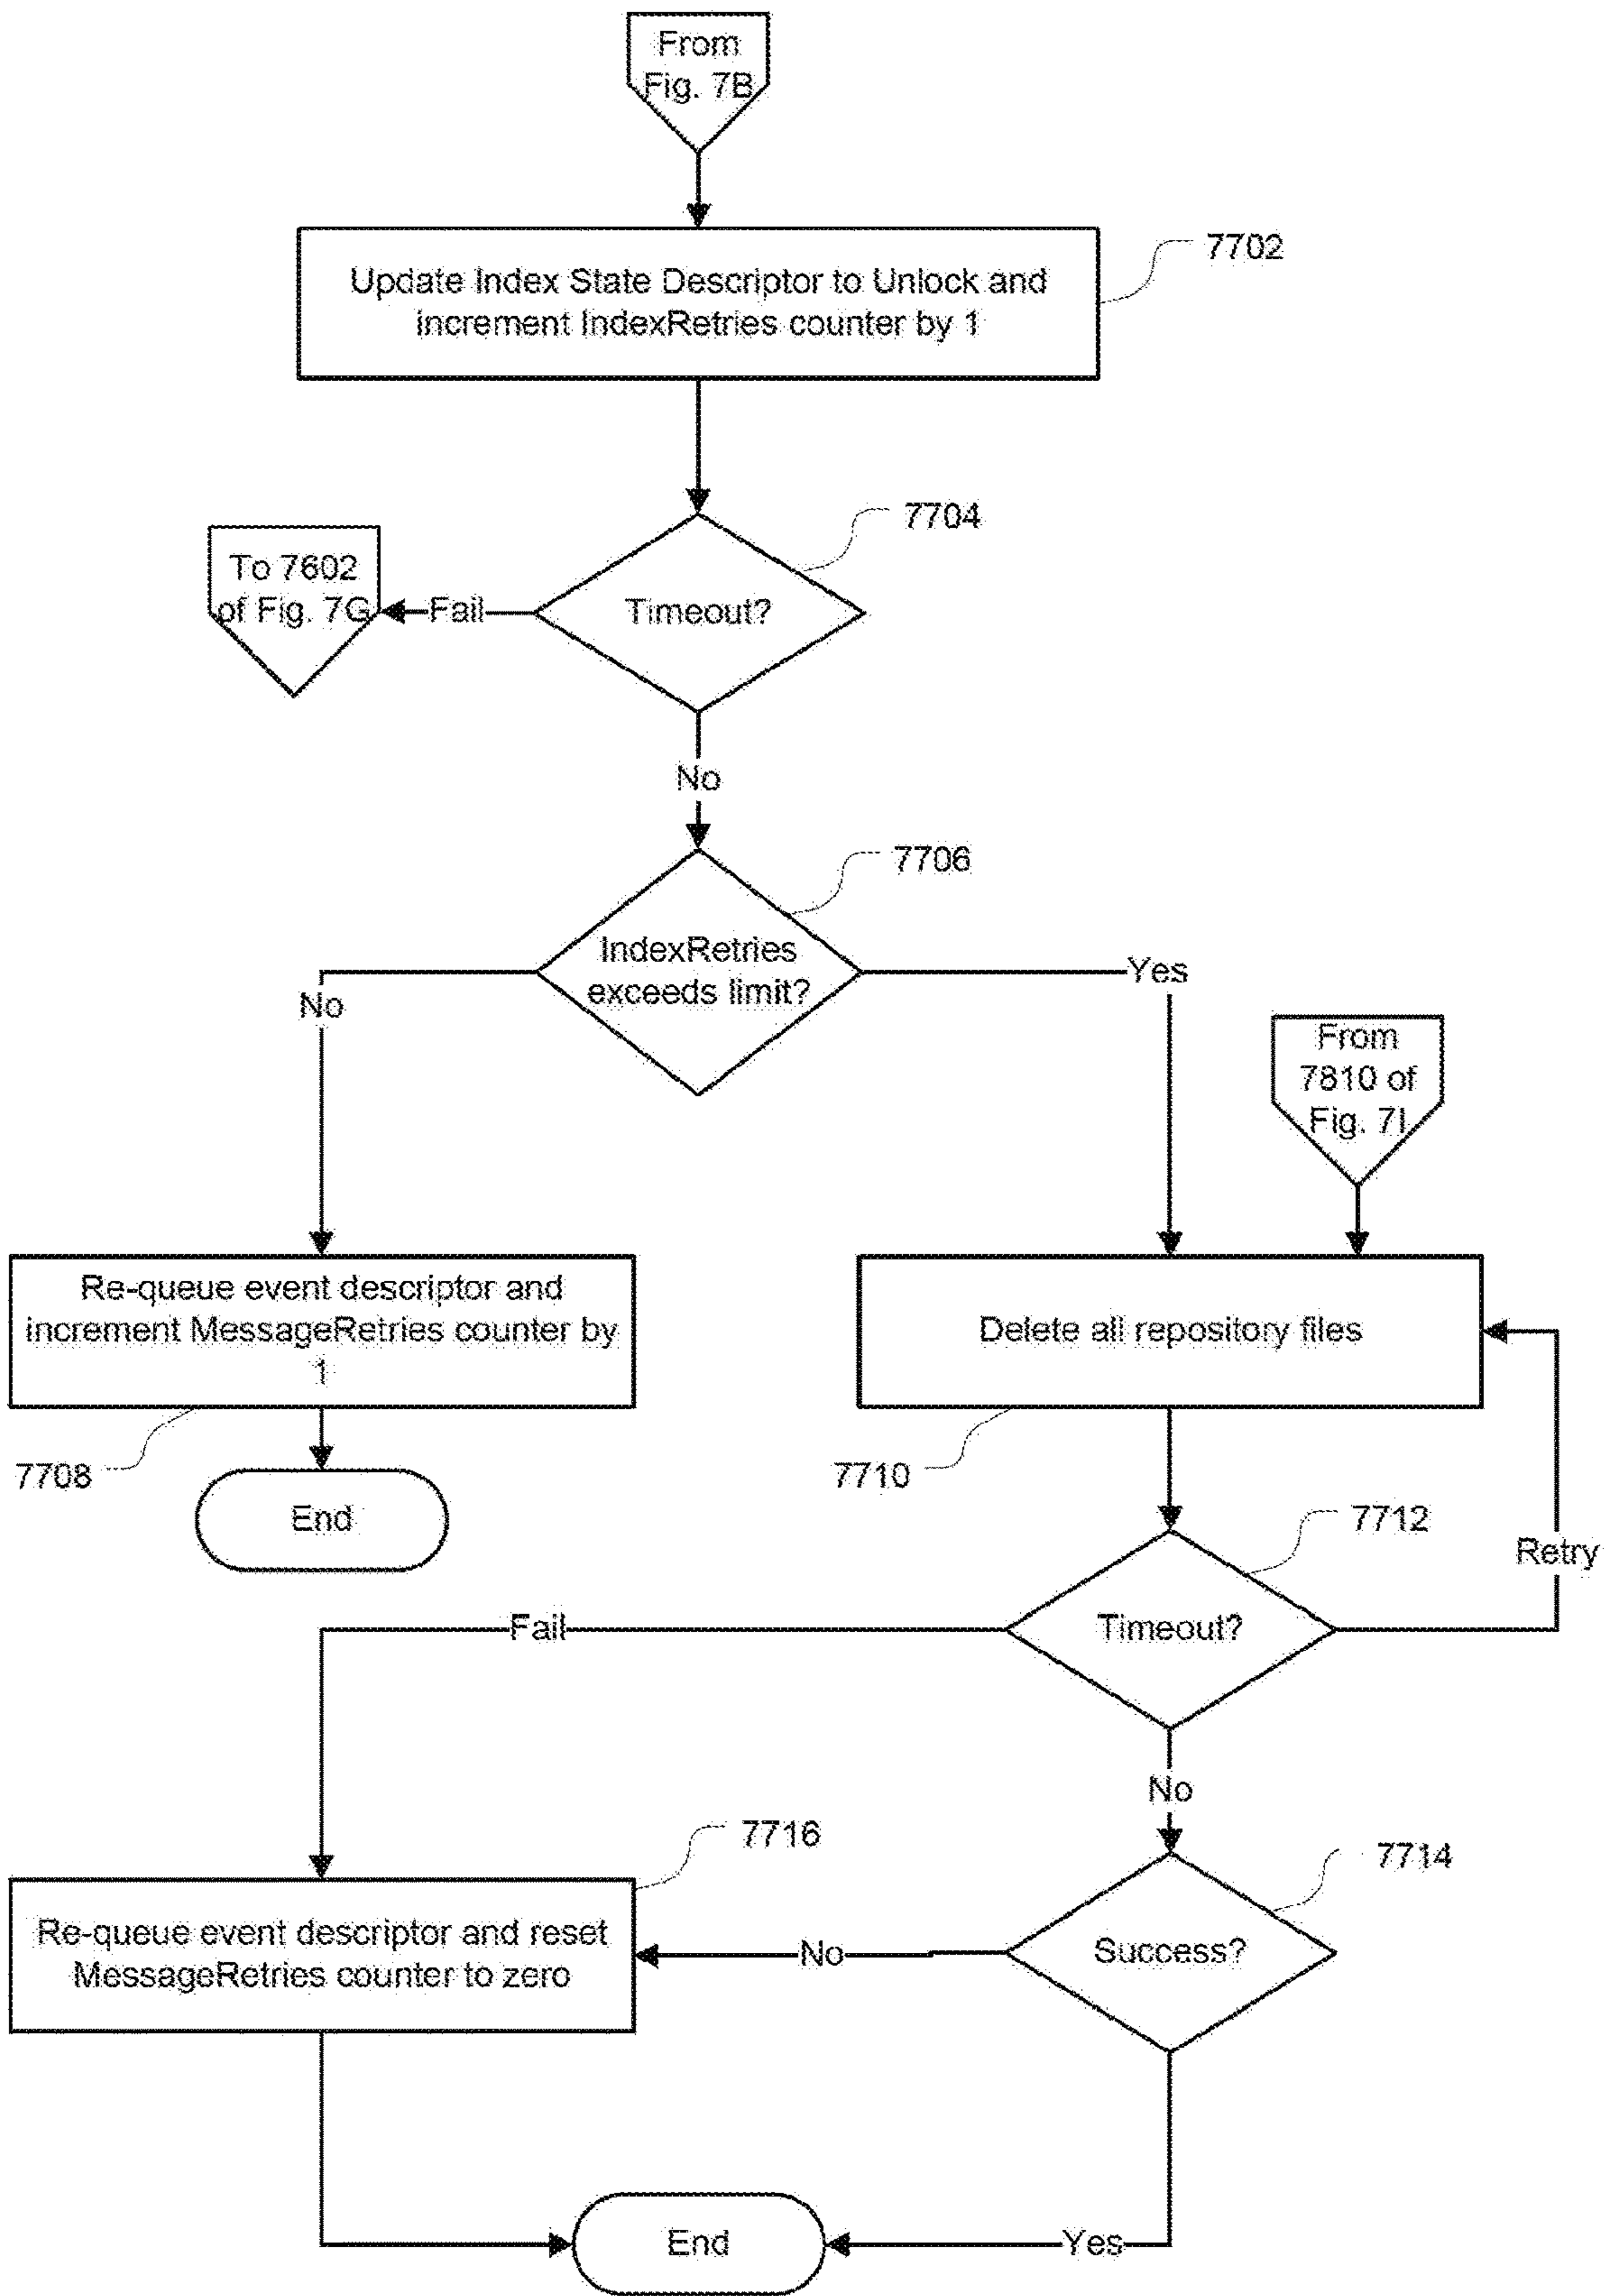 From
Fig. 7B
7702
Update Index State Descriptor to Unlock and
increment IndexRetries counter by 1
7704
To 7602
of Fig. 7G
Fail
Timeout?
No
7706
IndexRetries
exceeds limit?
No
Yes
From
7810 of
Fig. 7I
Re-queue event descriptor and
increment MessageRetries counter by
1
Delete all repository files
7708
7710
End
7712
Retry
Fail
Timeout?
No
7716
7714
Re-queue event descriptor and reset
MessageRetries counter to zero
No
Success?
End
Yes